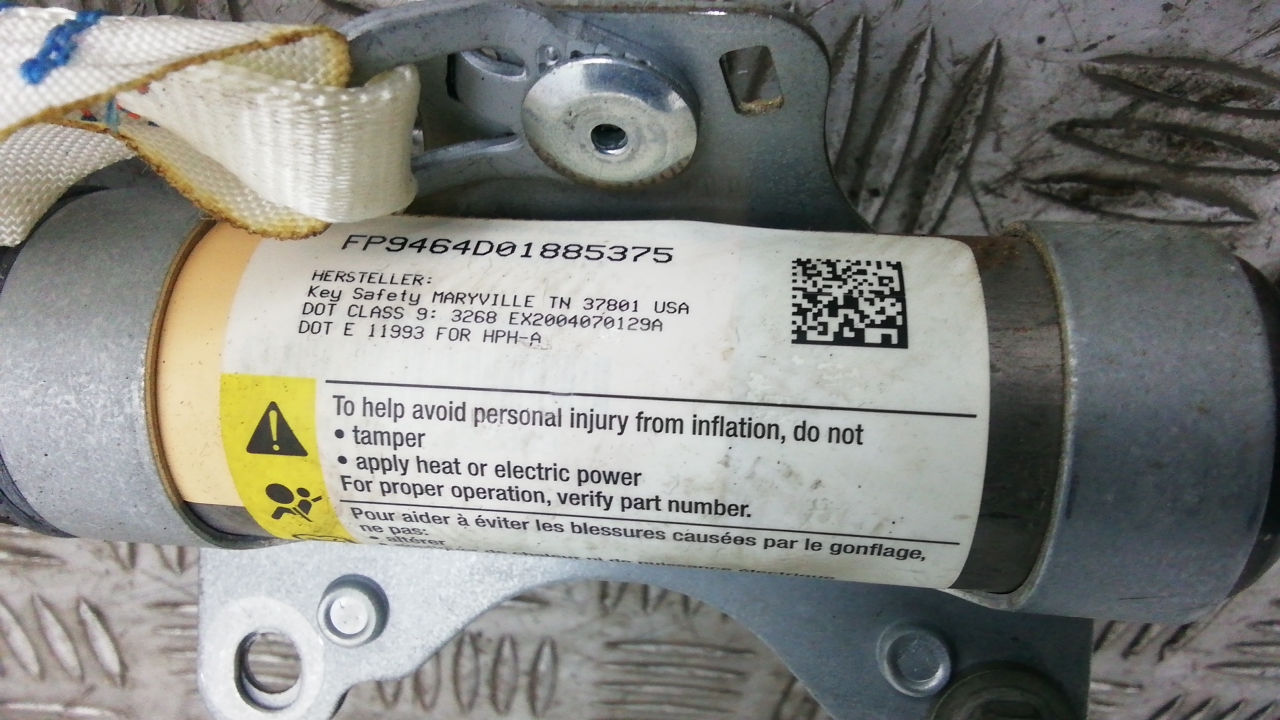 FP9464D01885375
HERSTELLER:
Key Safety MARYVILLE TN 37801 USA
DOT CLASS 9: 3268 EX2004070129A
DOT E 11993 FOR HPH-A
To help avoid personal injury from inflation, do not
• tamper
• apply heat or electric power
For proper operation, verify part number.
Pour aider à éviter les blessures causées par le gonflage,
ne pas:
• altérer